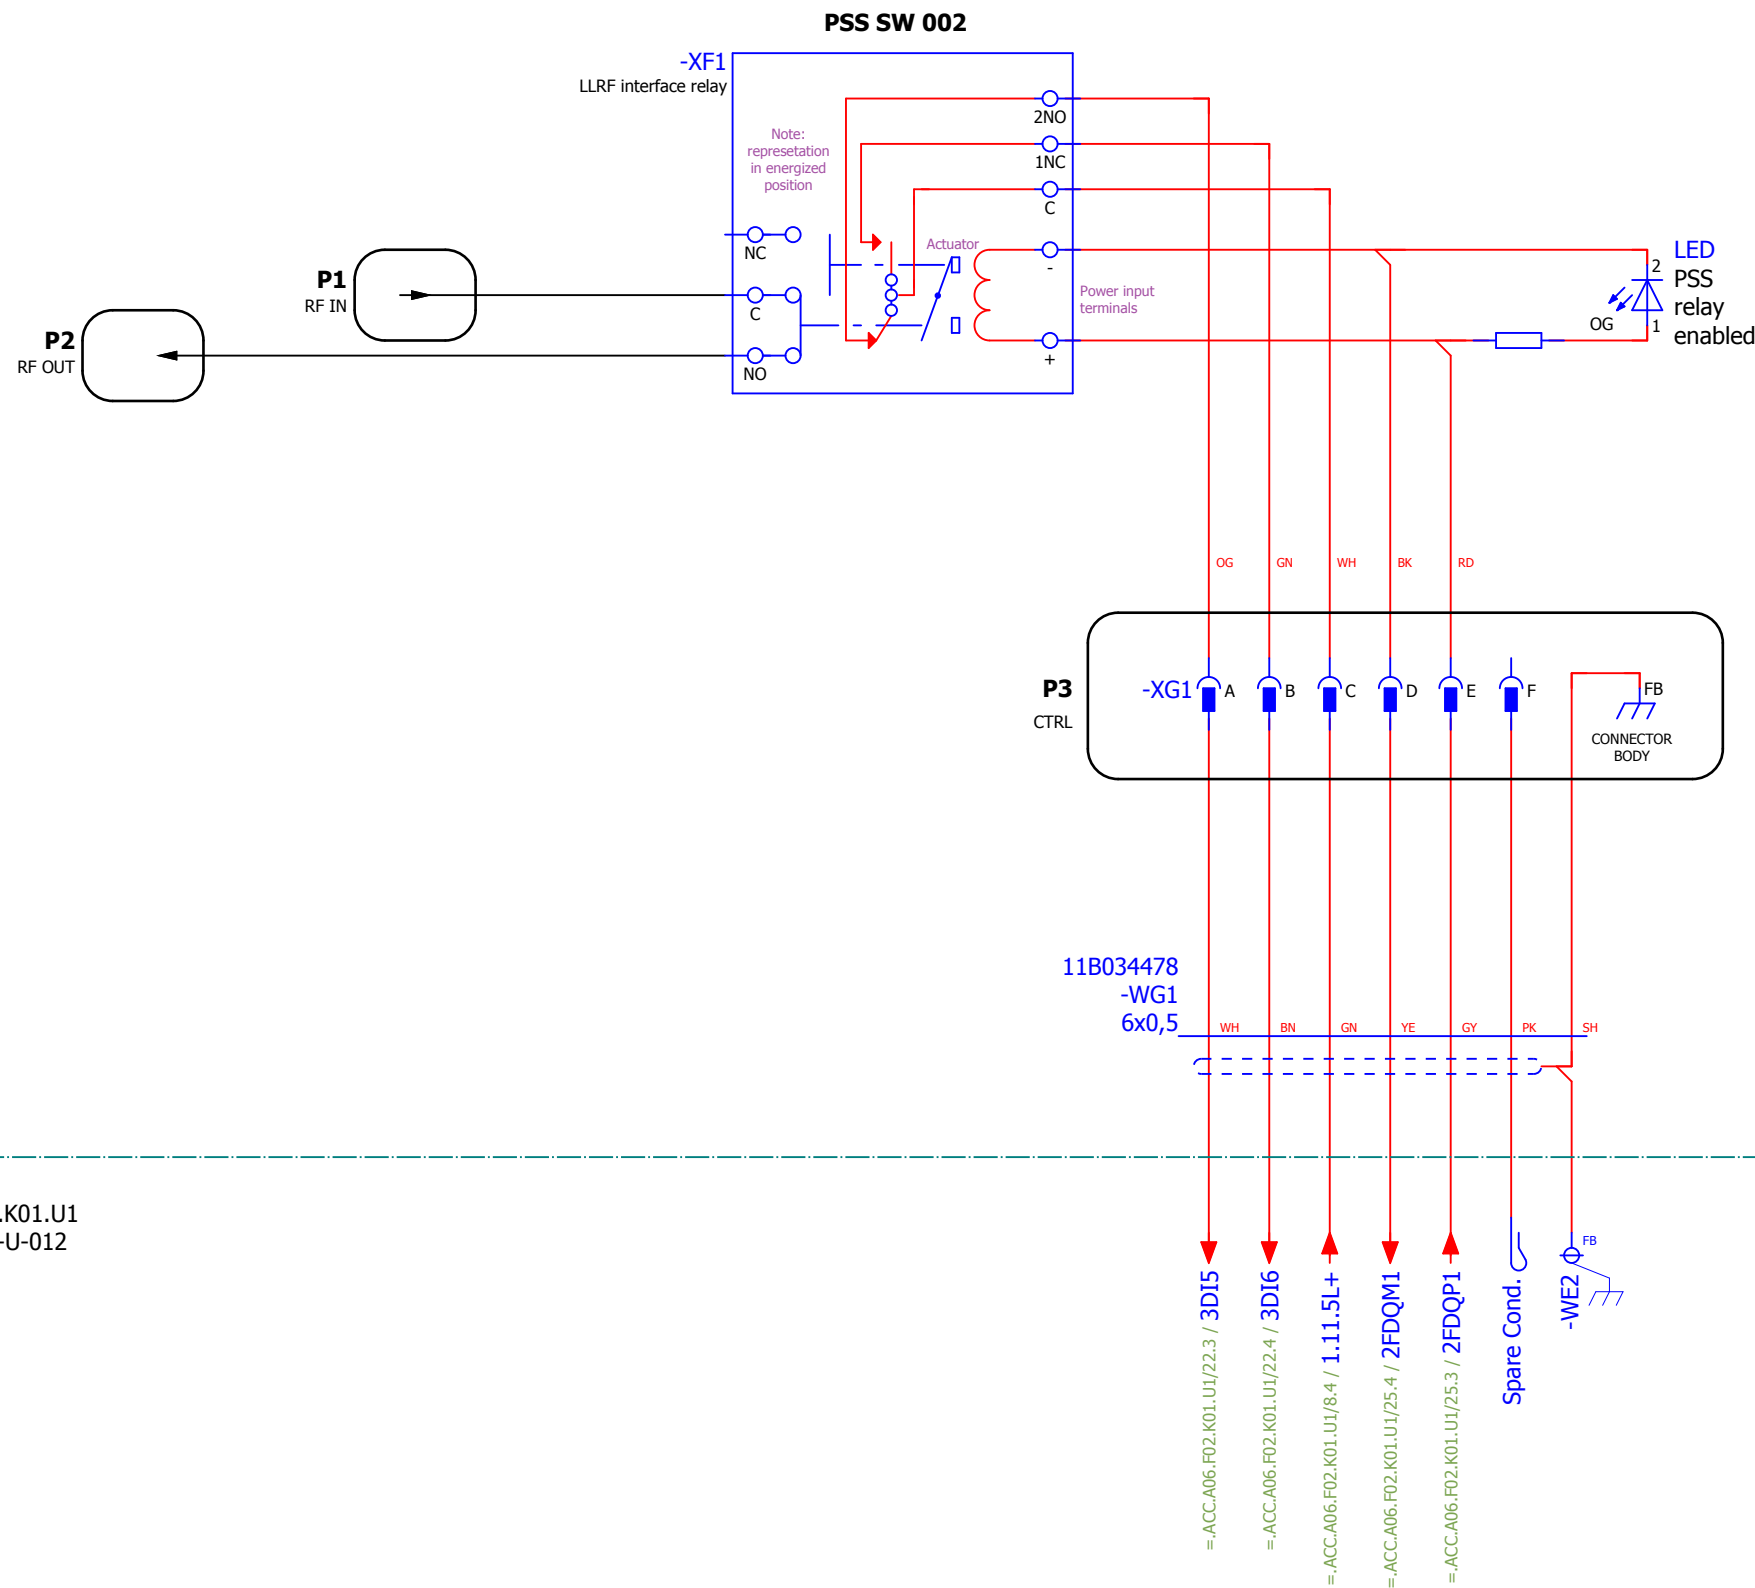 PSS SW 002
-XF1
LLRF interface relay
Note:
represetation
in energized
position
2NO
1NC
C
NC
Actuator
-
Power input
terminals
C
+
NO
P1
RF IN
P2
RF OUT
LED
2
PSS
relay
OG
1
enabled
OG
GN
WH
BK
RD
P3
CTRL
-XG1
A
B
C
D
E
F
FB
CONNECTOR
BODY
11B034478
-WG1
6x0,5
WH
BN
GN
YE
GY
PK
SH
.K01.U1
-U-012
=.ACC.A06.F02.K01.U1/22.3 / 3DI5
=.ACC.A06.F02.K01.U1/22.4 / 3DI6
=.ACC.A06.F02.K01.U1/8.4 / 1.11.5L+
=.ACC.A06.F02.K01.U1/25.4 / 2FDQM1
=.ACC.A06.F02.K01.U1/25.3 / 2FDQP1
Spare Cond.
-WE2
FB